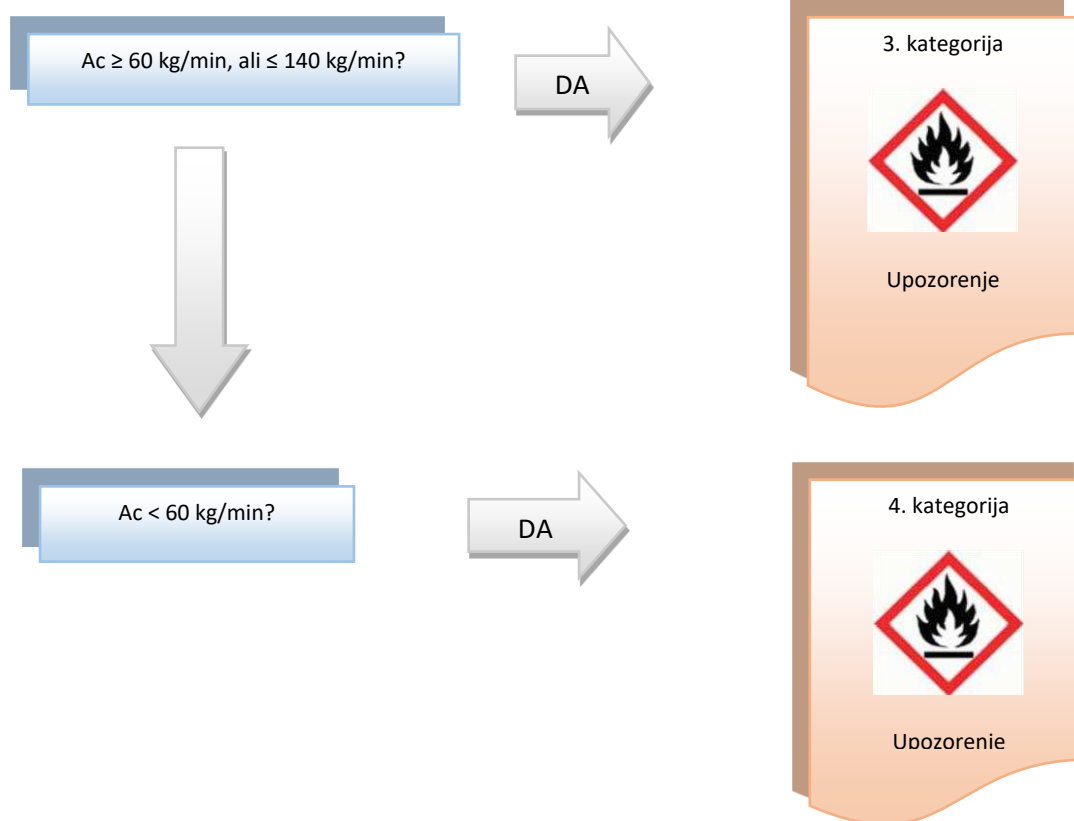 Ac ≥ 60 kg/min, ali ≤ 140 kg/min?
DA
3. kategorija
Upozorenje
Ac < 60 kg/min?
DA
4. kategorija
Upozorenje